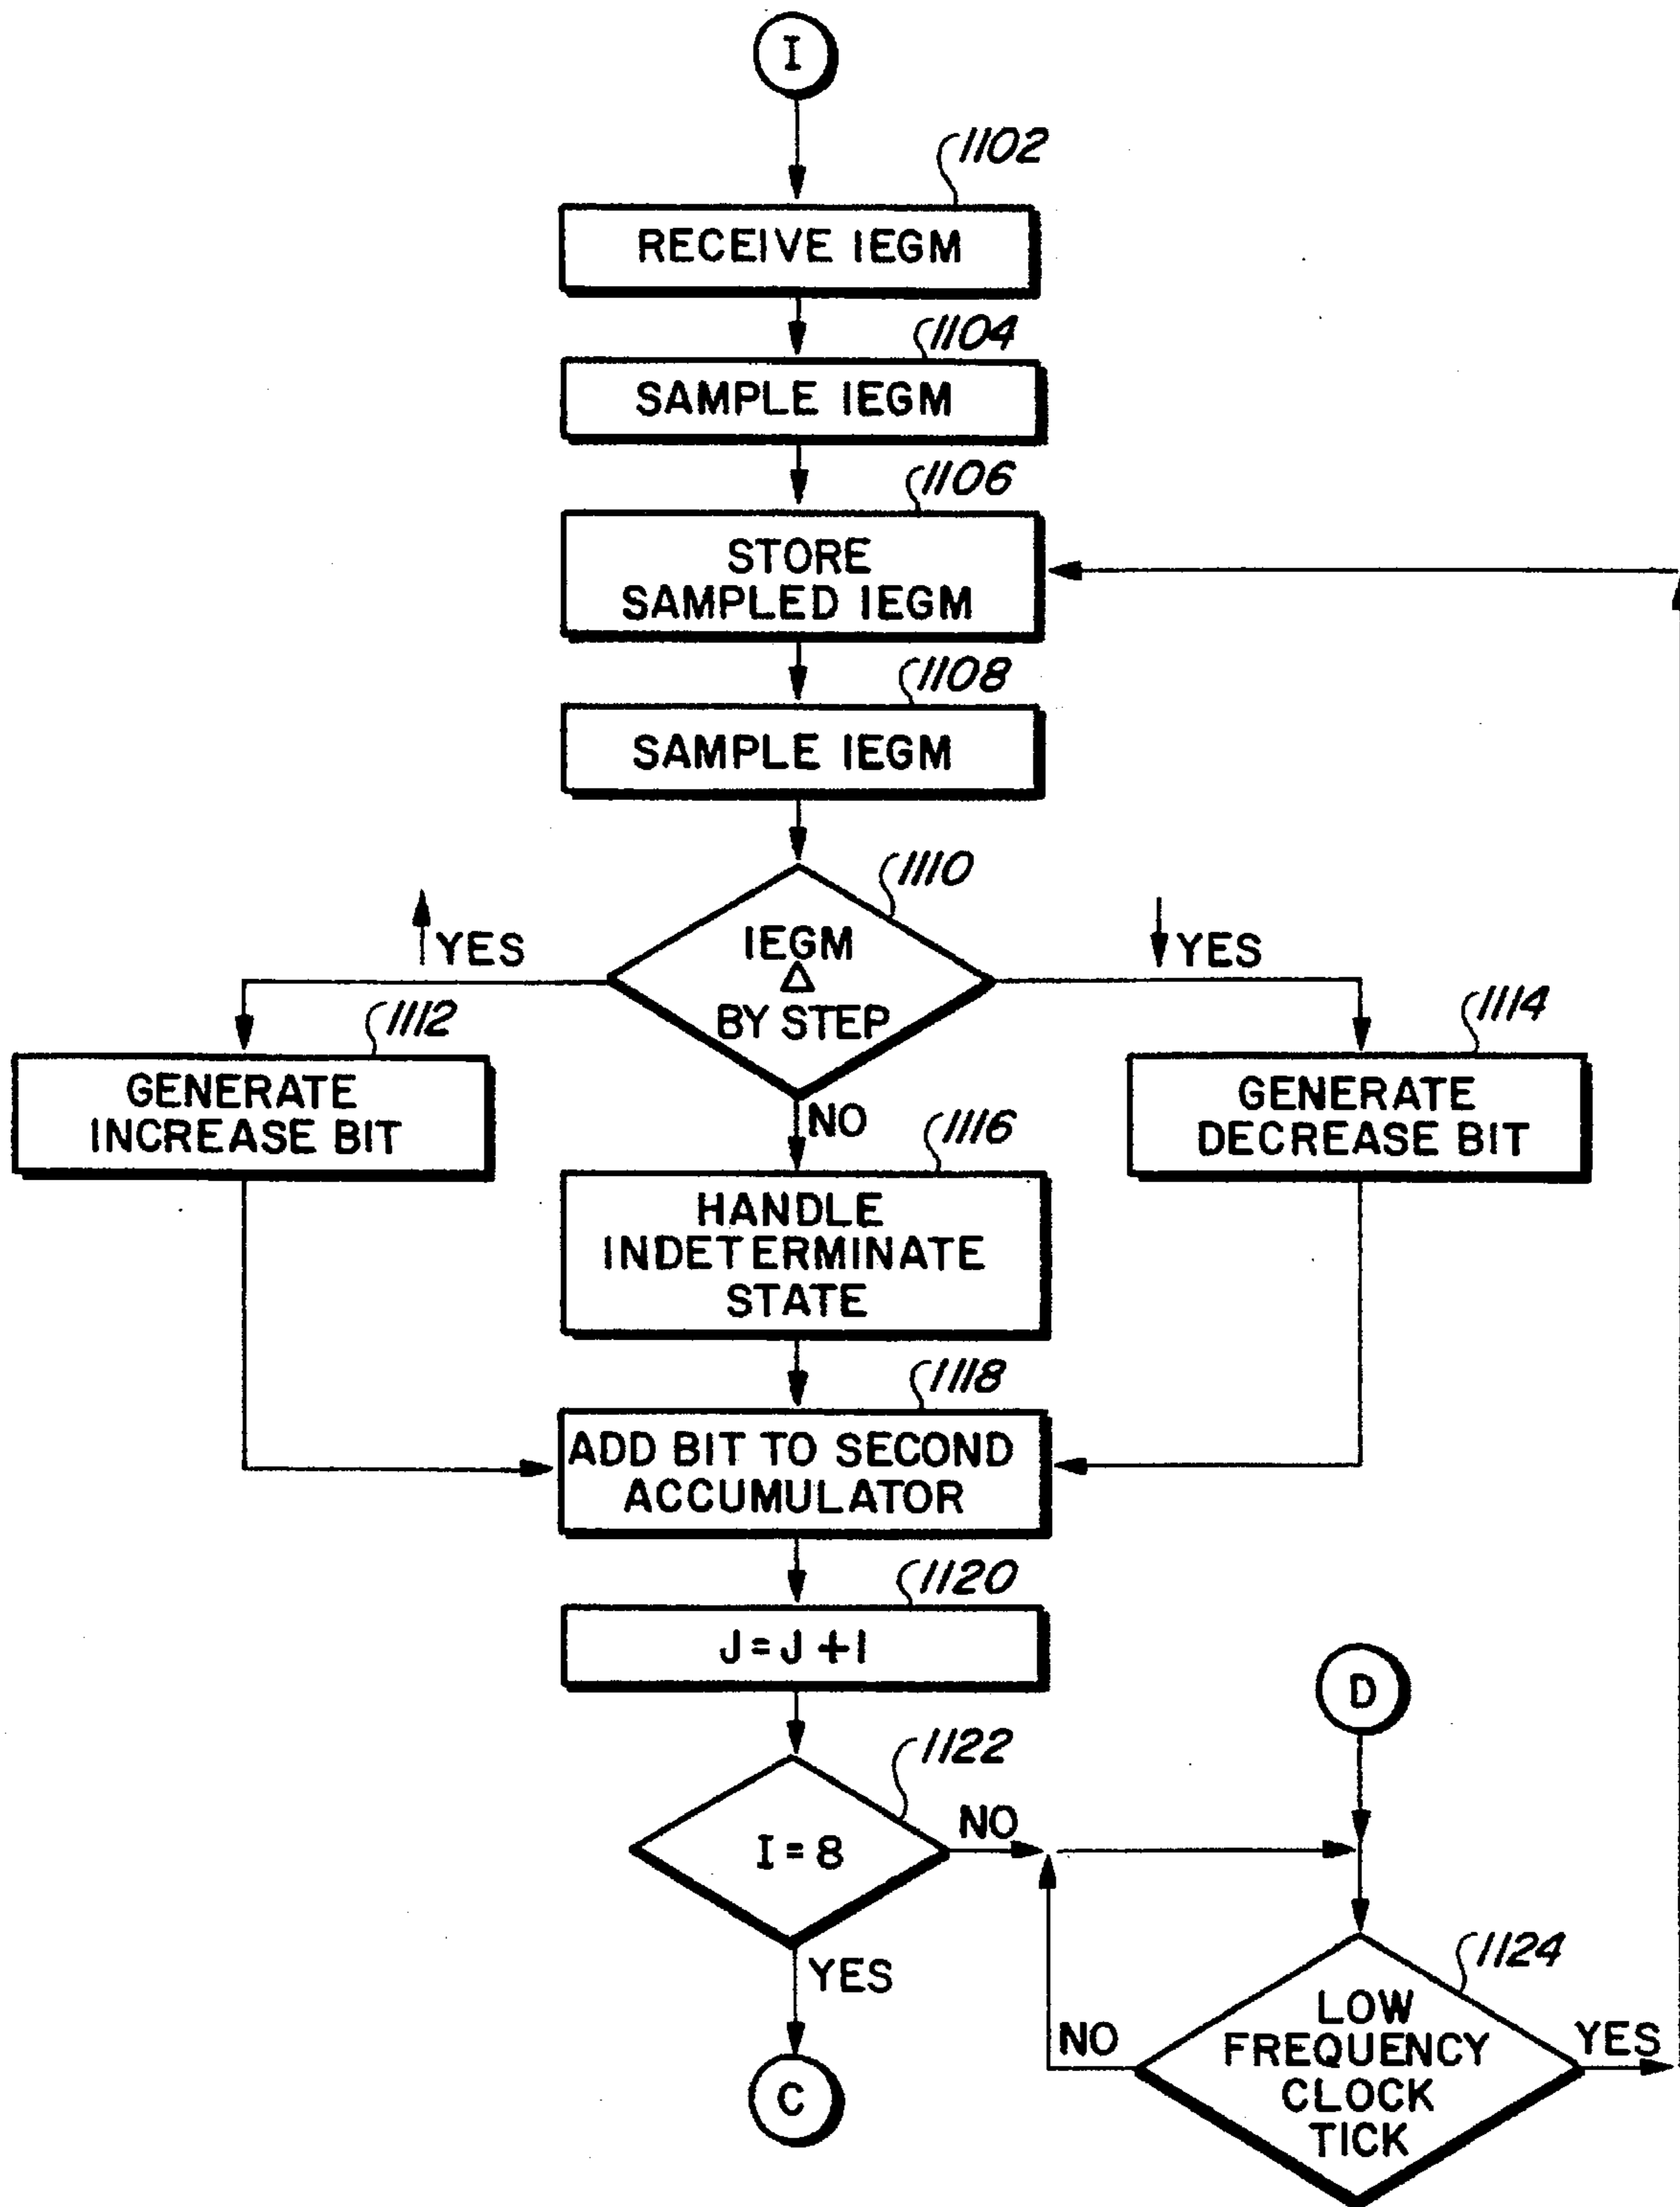 I
1102
RECEIVE IEGM
1104
SAMPLE IEGM
1106
STORE
SAMPLED IEGM
1108
SAMPLE IEGM
1110
IEGM
Δ
BY STEP
YES
YES
1112
GENERATE
INCREASE BIT
1114
GENERATE
DECREASE BIT
NO
1116
HANDLE
INDETERMINATE
STATE
1118
ADD BIT TO SECOND
ACCUMULATOR
1120
J=J+1
D
1122
I=8
NO
YES
C
1124
LOW
FREQUENCY
CLOCK
TICK
NO
YES